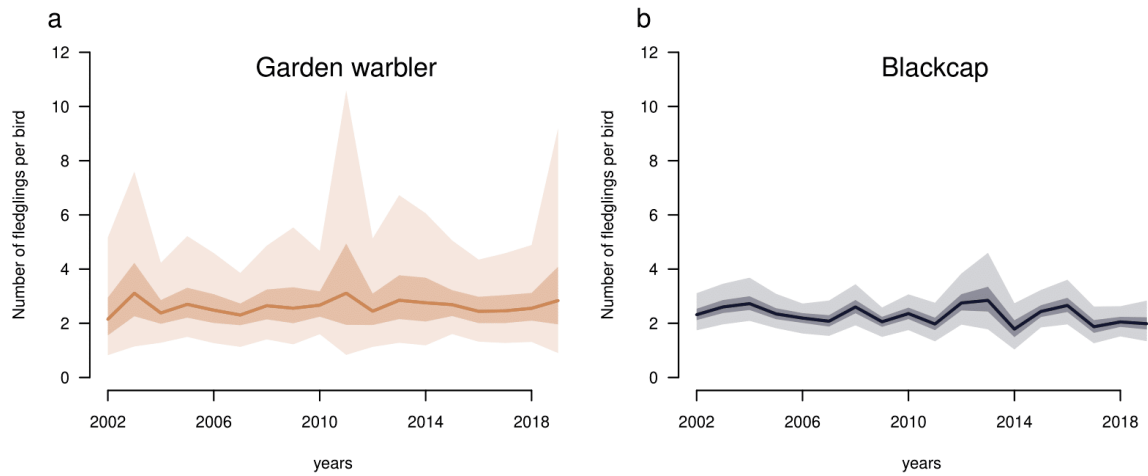 a
Garden warbler
Number of fledglings per bird
12
10
8
6
4
2
0
2002 2006 2010 2014 2018
years
b
Blackcap
Number of fledglings per bird
12
10
8
6
4
2
0
2002 2006 2010 2014 2018
years